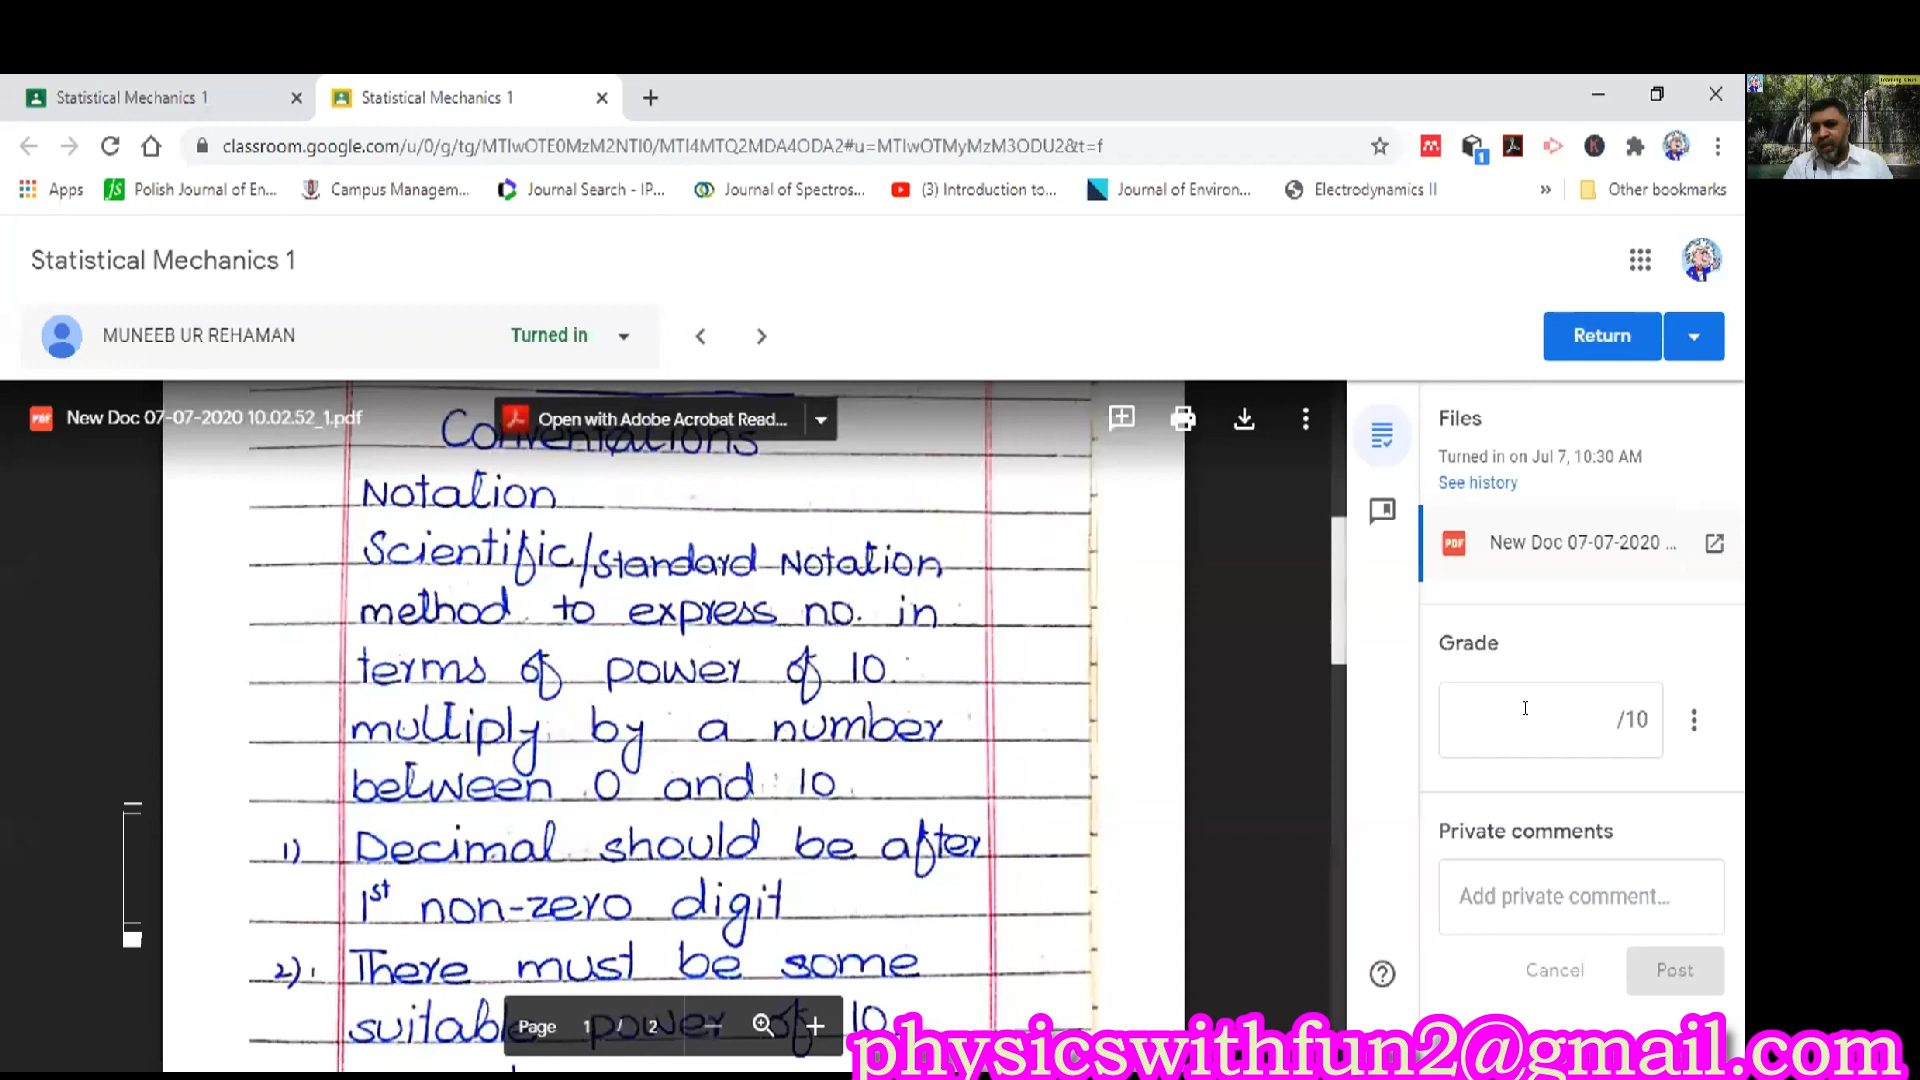 Statistical Mechanics 1
Statistical Mechanics 1
classroom.google.com/u/0/g/tg/MTIwOTE0MzM2NTI0/MTI4MTQ2MDA4ODA2#u=MTIwOTMyMzM3ODU2&t=f
1
Apps
Polish Journal of En...
Campus Managem...
Journal Search - IP...
Journal of Spectros...
(3) Introduction to...
Journal of Environ...
Electrodynamics II
Other bookmarks
Statistical Mechanics 1
MUNEEB UR REHAMAN
Turned in
Return
New Doc 07-07-2020 10.02.52_1.pdf
Open with Adobe Acrobat Read...
Conventations
Notation
Scientific/Standard Notation
method to express no. in
terms of power of 10
multiply by a number
between 0 and 10
1) Decimal should be after
1st non-zero digit
2) There must be some
suitable power of 10
Page 1 / 2
Files
Turned in on Jul 7, 10:30 AM
See history
PDF New Doc 07-07-2020 ...
Grade
/10
Private comments
Add private comment...
Cancel
Post
physicswithfun2@gmail.com